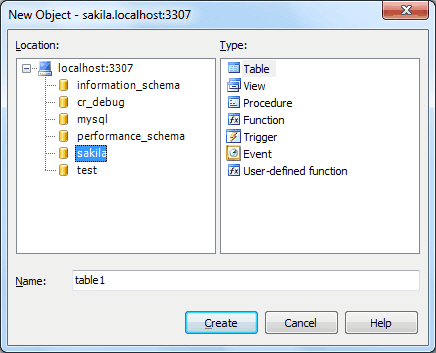 New Object - sakila.localhost:3307
Location:
Type:
localhost:3307
information_schema
cr_debug
mysql
performance_schema
sakila
test
Table
View
Procedure
Function
Trigger
Event
User-defined function
Name:
table1
Create
Cancel
Help